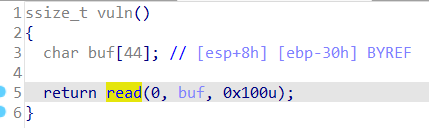 1 ssize_t vuln()
2 {
3 char buf[44]; // [esp+8h] [ebp-30h] BYREF
4
5 return read(0, buf, 0x100u);
6 }